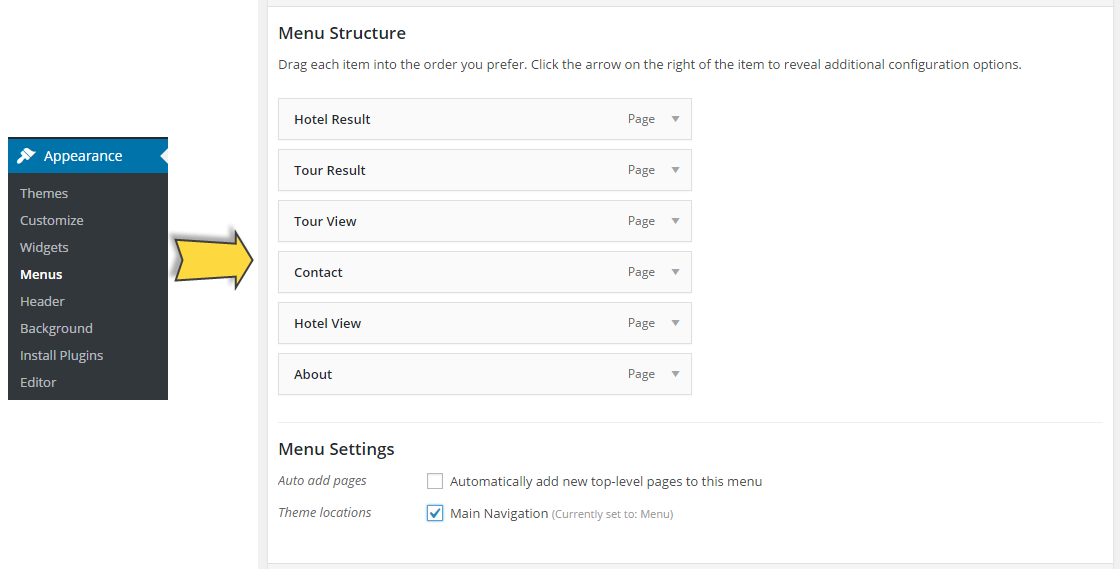 Appearance
Themes
Customize
Widgets
Menus
Header
Background
Install Plugins
Editor
Menu Structure
Drag each item into the order you prefer. Click the arrow on the right of the item to reveal additional configuration options.
Hotel Result Page
Tour Result Page
Tour View Page
Contact Page
Hotel View Page
About Page
Menu Settings
Auto add pages Automatically add new top-level pages to this menu
Theme locations Main Navigation (Currently set to: Menu)